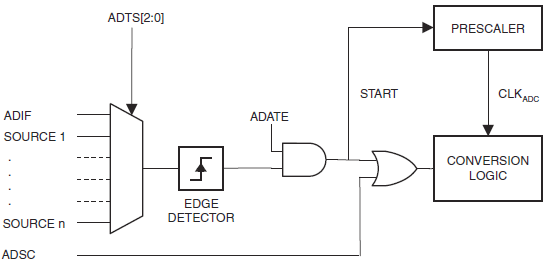 ADTS[2:0]
PRESCALER
START
CLKADC
ADIF
ADATE
SOURCE 1
.
.
.
.
CONVERSION
LOGIC
EDGE
DETECTOR
SOURCE n
ADSC